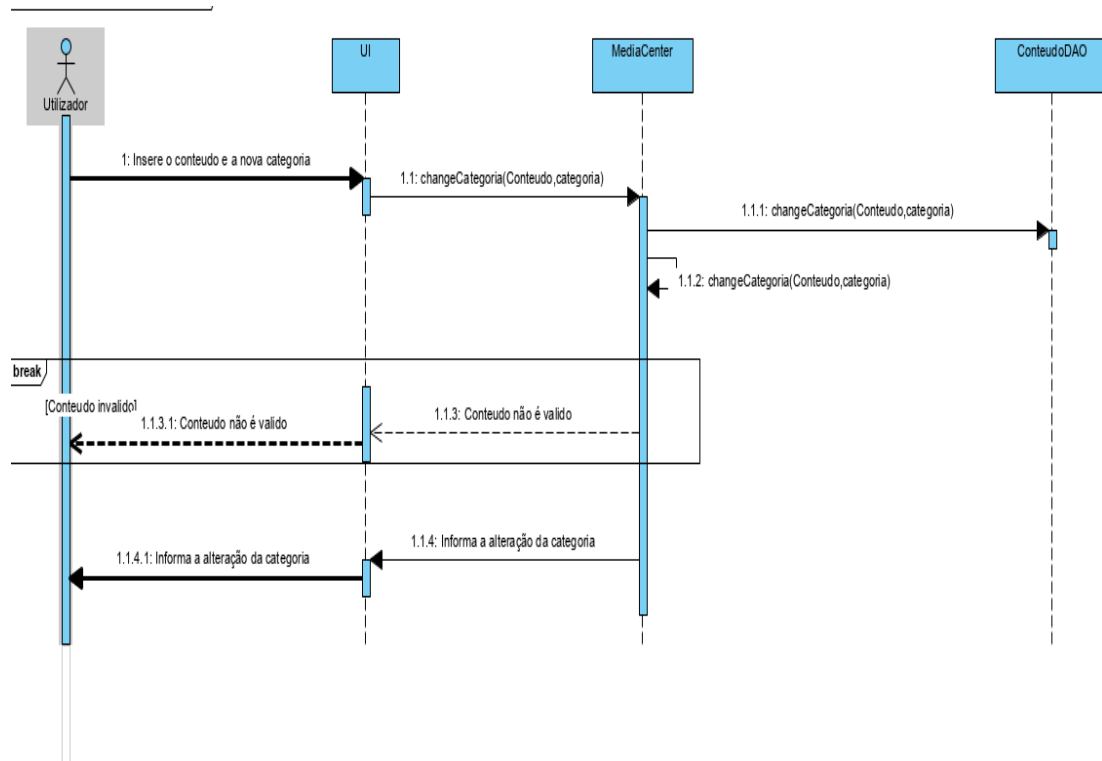 Utilizador
UI
MediaCenter
ConteudoDAO
1: Insere o conteudo e a nova categoria
1.1: changeCategoria(Conteudo,categoria)
1.1.1: changeCategoria(Conteudo,categoria)
1.1.2: changeCategoria(Conteudo,categoria)
break
[Conteudo invalido]
1.1.3: Conteudo não é valido
1.1.3.1: Conteudo não é valido
1.1.4: Informa a alteração da categoria
1.1.4.1: Informa a alteração da categoria